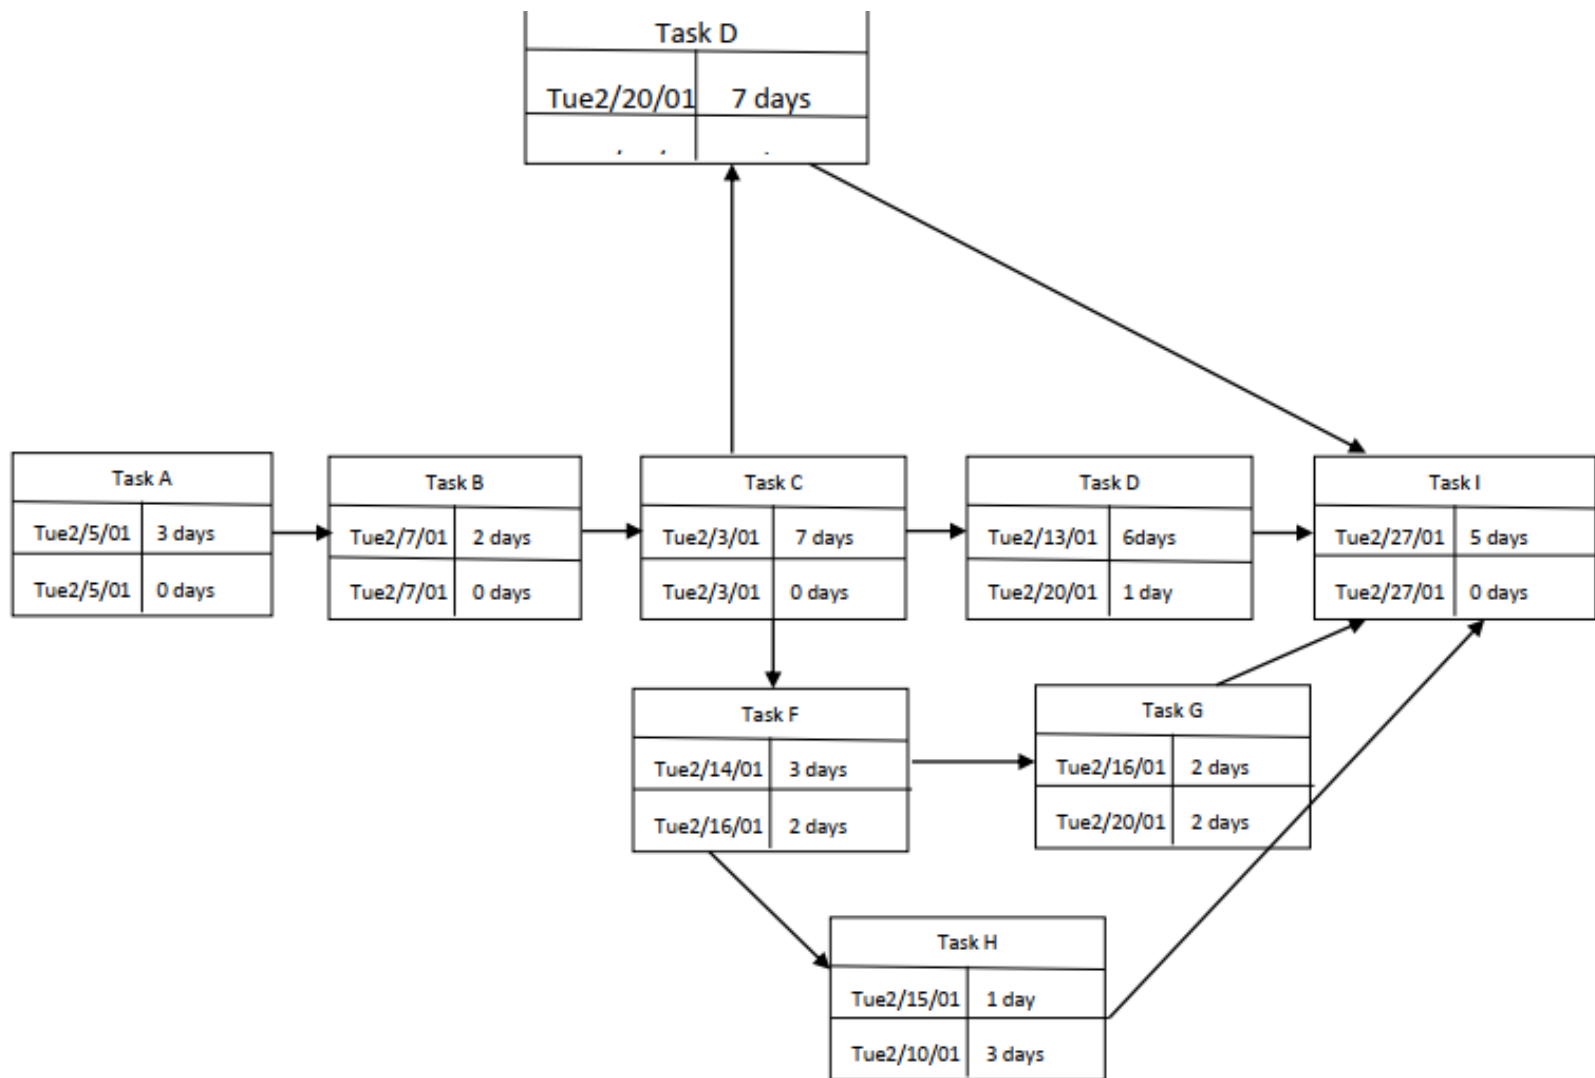 Task D
Tue2/20/01 7 days
Task A
Tue2/5/01 3 days
Tue2/5/01 0 days
Task B
Tue2/7/01 2 days
Tue2/7/01 0 days
Task C
Tue2/3/01 7 days
Tue2/3/01 0 days
Task D
Tue2/13/01 6days
Tue2/20/01 1 day
Task I
Tue2/27/01 5 days
Tue2/27/01 0 days
Task F
Tue2/14/01 3 days
Tue2/16/01 2 days
Task G
Tue2/16/01 2 days
Tue2/20/01 2 days
Task H
Tue2/15/01 1 day
Tue2/10/01 3 days